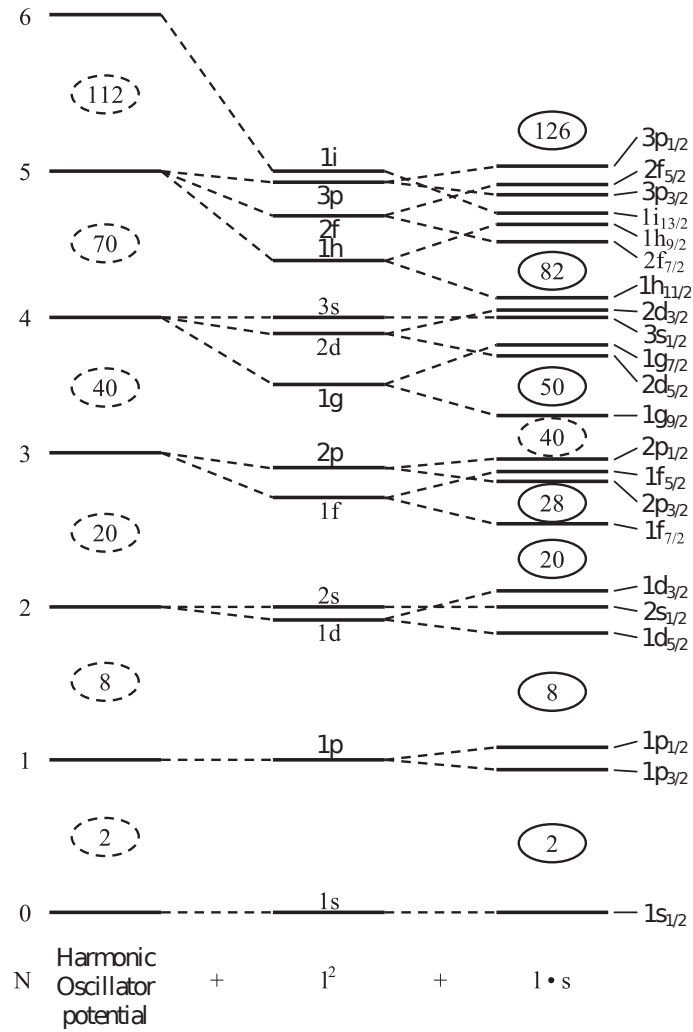 6
112
126
3p1/2
1i
2f5/2
5
3p
3p3/2
2f
1i13/2
1h
1h9/2
70
2f7/2
82
1h11/2
3s
2d3/2
4
2d
3s1/2
1g7/2
40
1g
50
2d5/2
1g9/2
40
3
2p
2p1/2
1f5/2
1f
28
2p3/2
20
1f7/2
20
2s
1d3/2
2
2s1/2
1d
1d5/2
8
8
1p
1p1/2
1
1p3/2
2
2
1s
0
1s1/2
N
Harmonic
Oscillator
potential
+
l²
+
l • s